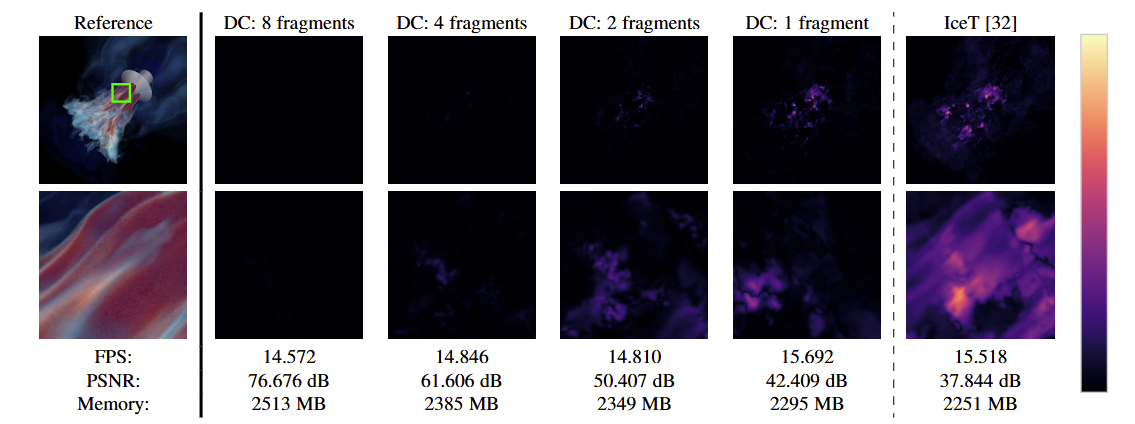 Reference DC: 8 fragments DC: 4 fragments DC: 2 fragments DC: 1 fragment IceT [32]
FPS: 14.572 14.846 14.810 15.692 15.518
PSNR: 76.676 dB 61.606 dB 50.407 dB 42.409 dB 37.844 dB
Memory: 2513 MB 2385 MB 2349 MB 2295 MB 2251 MB